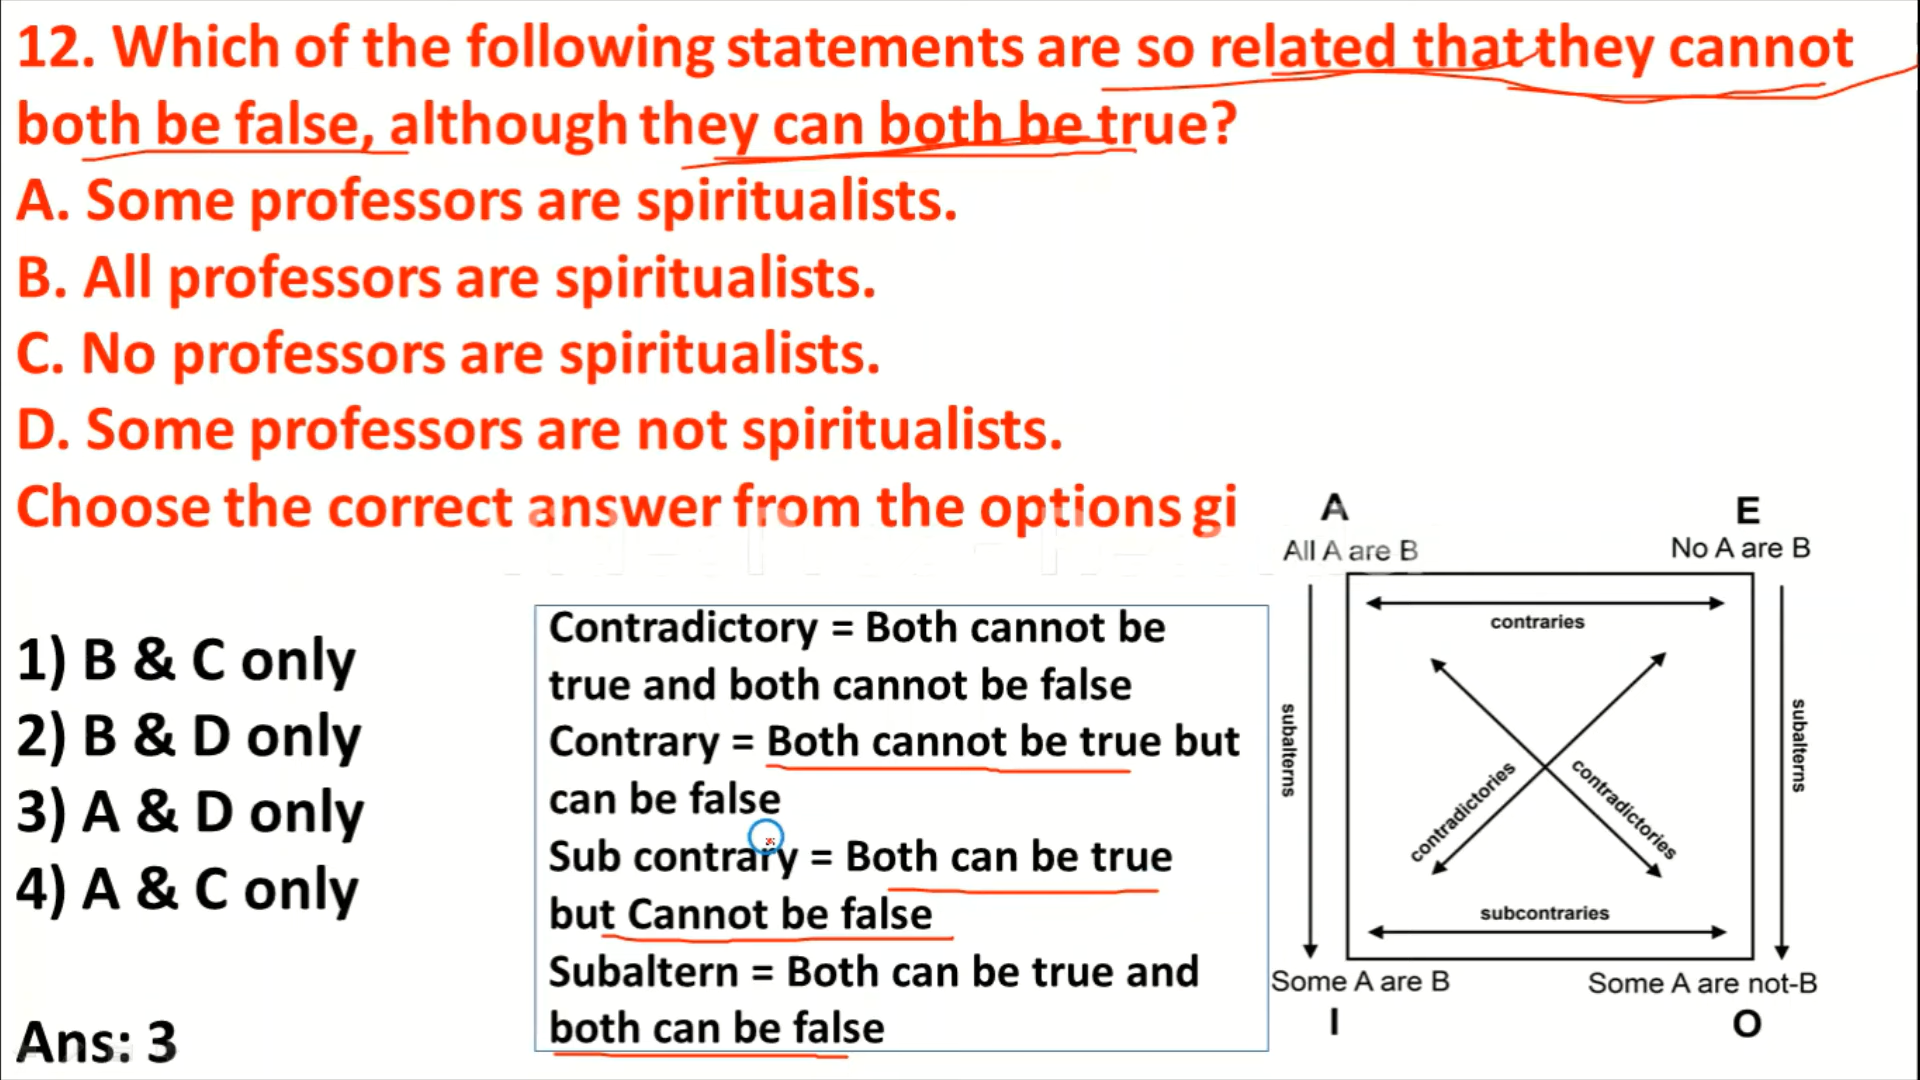 12. Which of the following statements are so related that they cannot
both be false, although they can both be true?
A. Some professors are spiritualists.
B. All professors are spiritualists.
C. No professors are spiritualists.
D. Some professors are not spiritualists.
Choose the correct answer from the options gi
1) B & C only
2) B & D only
3) A & D only
4) A & C only
Ans: 3
Contradictory = Both cannot be
true and both cannot be false
Contrary = Both cannot be true but
can be false
Sub contrary = Both can be true
but Cannot be false
Subaltern = Both can be true and
both can be false
A
E
All A are B
No A are B
contraries
subalterns
subalterns
contradictories
contradictories
subcontraries
Some A are B
Some A are not-B
I
O